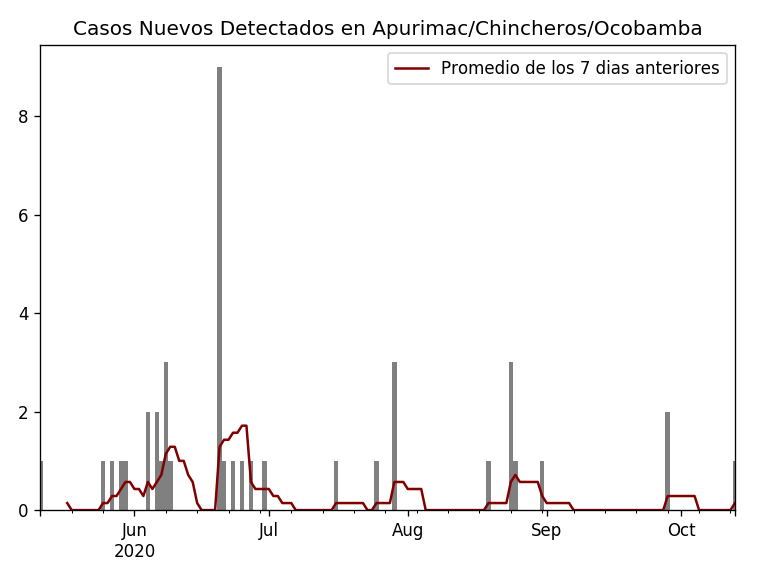 Casos Nuevos Detectados en Apurimac/Chincheros/Ocobamba
Promedio de los 7 dias anteriores
8
6
4
2
0
Jun Jul Aug Sep Oct
2020